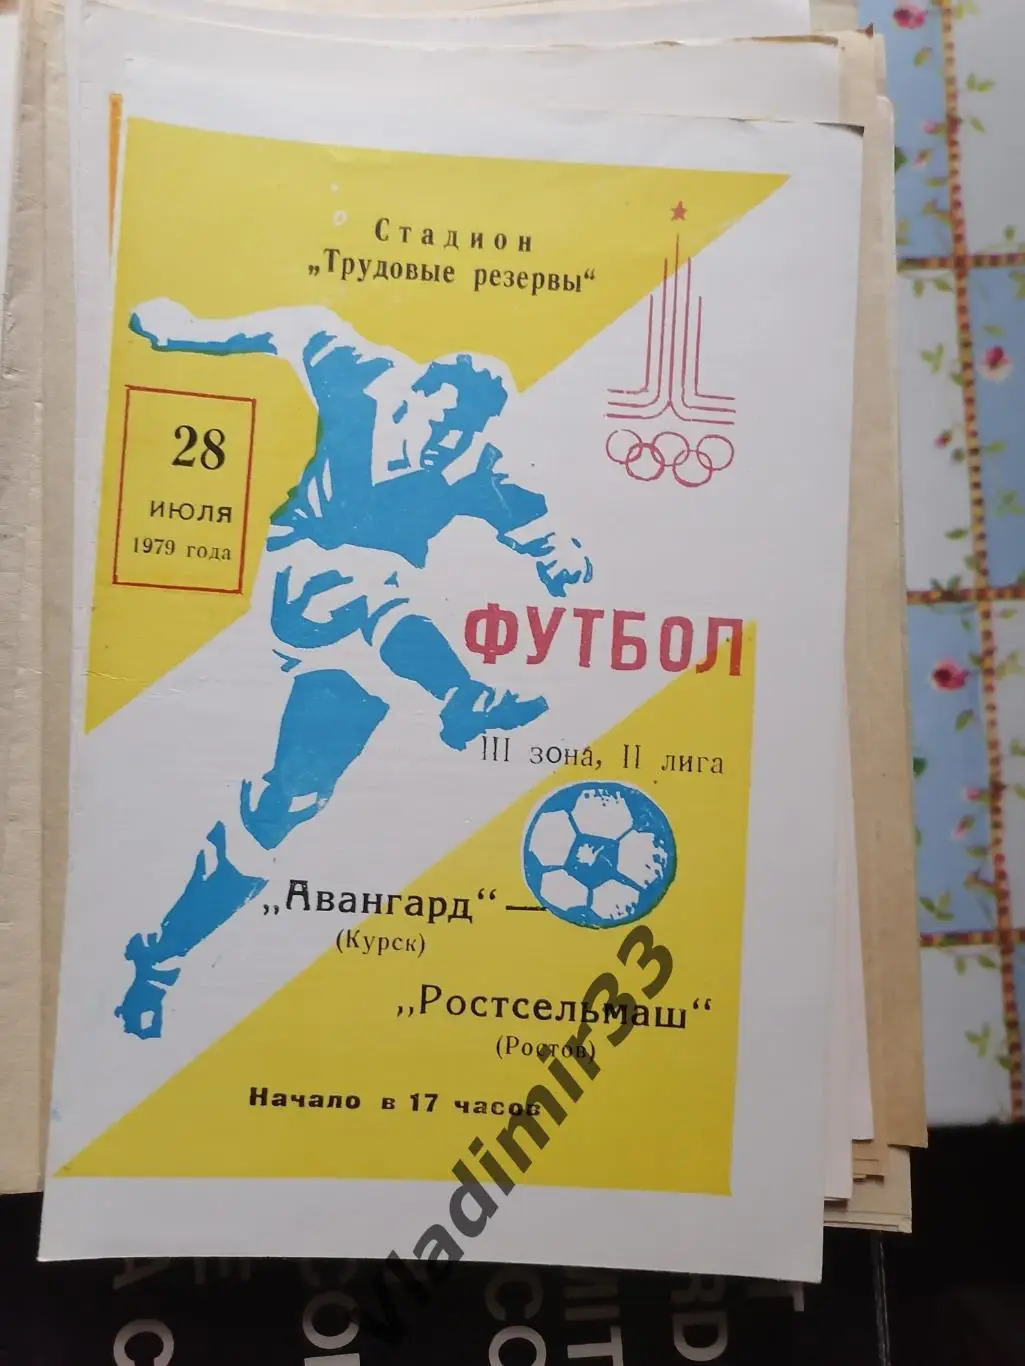 Стадион
„Трудовые резервы“
28
ИЮЛЯ
1979 года
ФУТБОЛ
III зона, II лига
„Авангард“—
(Курск)
„Ростсельмаш“
(Ростов)
Начало в 17 часов
vladimir33